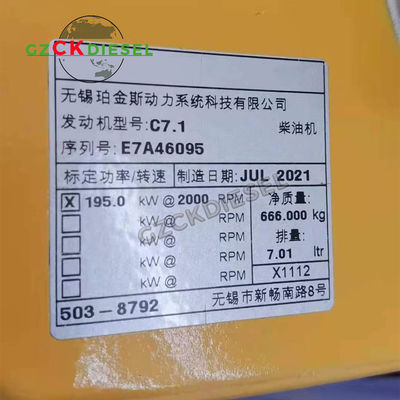 GZCKDIESEL
无锡珀金斯动力系统科技有限公司
发动机型号: C7.1 柴油机
序列号: E7A46095
标定功率/转速 制造日期: JUL 2021
X 195.0 kW @ 2000 RPM 净质量:
kW @ RPM 666.000 kg
kW @ RPM 排量:
kW @ RPM 7.01 ltr
kW @ RPM X1112
503-8792 无锡市新畅南路8号
GZCKDIESEL